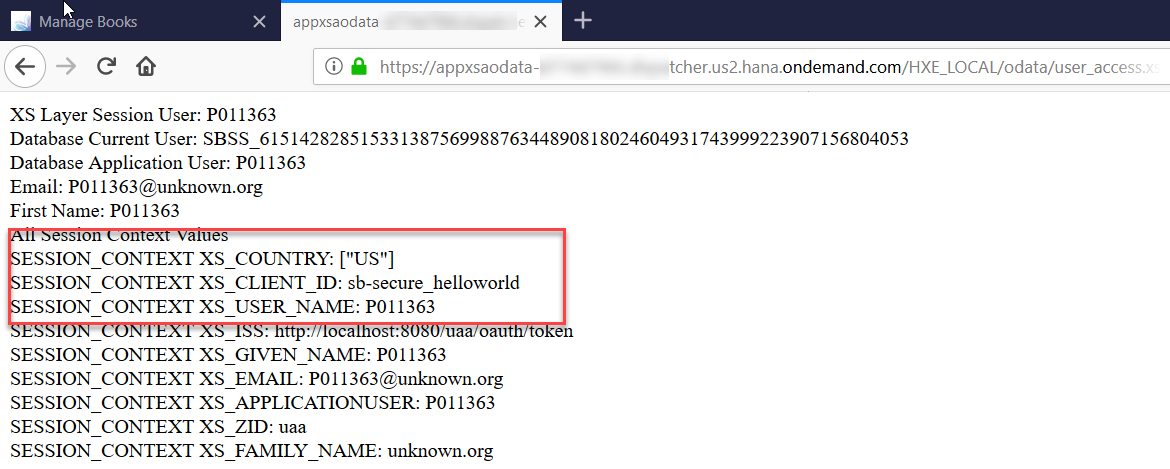 Manage Books
appxsaodata-
https://appxsaodata- tcher.us2.hana.ondemand.com/HXE_LOCAL/odata/user_access.xs
XS Layer Session User: P011363
Database Current User: SBSS_61514282851533138756998876344890818024604931743999223907156804053
Database Application User: P011363
Email: P011363@unknown.org
First Name: P011363
All Session Context Values
SESSION_CONTEXT XS_COUNTRY: ["US"]
SESSION_CONTEXT XS_CLIENT_ID: sb-secure_helloworld
SESSION_CONTEXT XS_USER_NAME: P011363
SESSION_CONTEXT XS_ISS: http://localhost:8080/uaa/oauth/token
SESSION_CONTEXT XS_GIVEN_NAME: P011363
SESSION_CONTEXT XS_EMAIL: P011363@unknown.org
SESSION_CONTEXT XS_APPLICATIONUSER: P011363
SESSION_CONTEXT XS_ZID: uaa
SESSION_CONTEXT XS_FAMILY_NAME: unknown.org